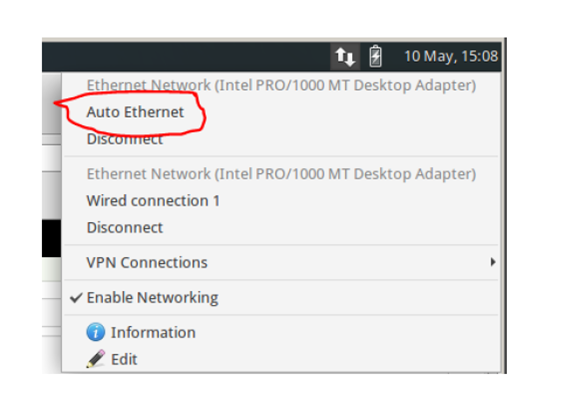 10 May, 15:08
Ethernet Network (Intel PRO/1000 MT Desktop Adapter)
Auto Ethernet
Disconnect
Ethernet Network (Intel PRO/1000 MT Desktop Adapter)
Wired connection 1
Disconnect
VPN Connections
Enable Networking
Information
Edit